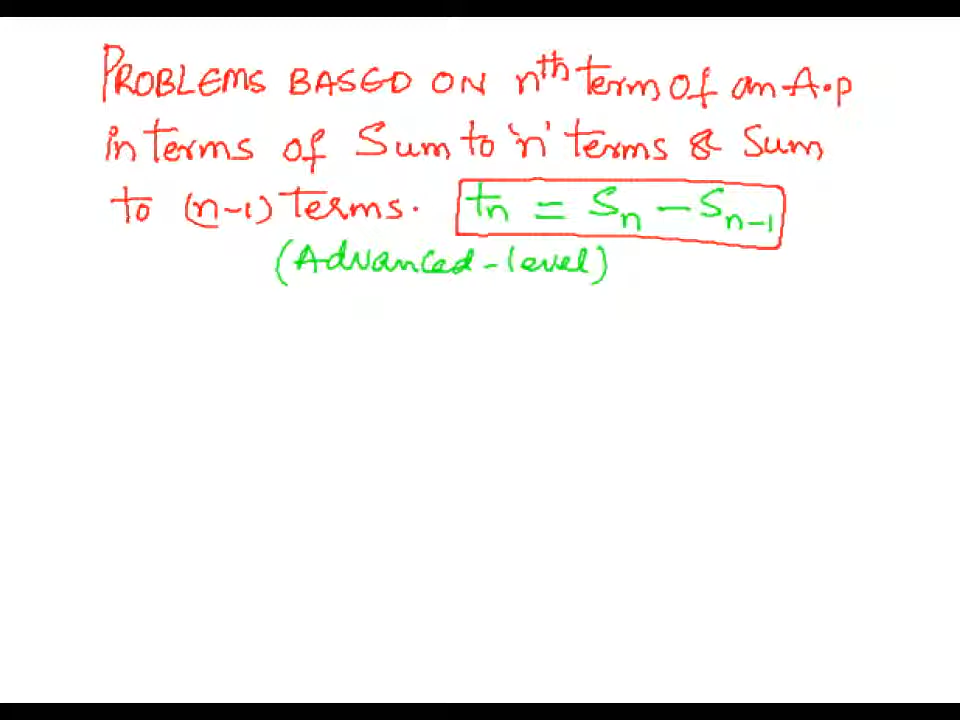 PROBLEMS BASED ON nth term of an A.p
in terms of Sum to 'n' terms & Sum
to (n-1) terms. tn = Sn - Sn-1
(Advanced-level)